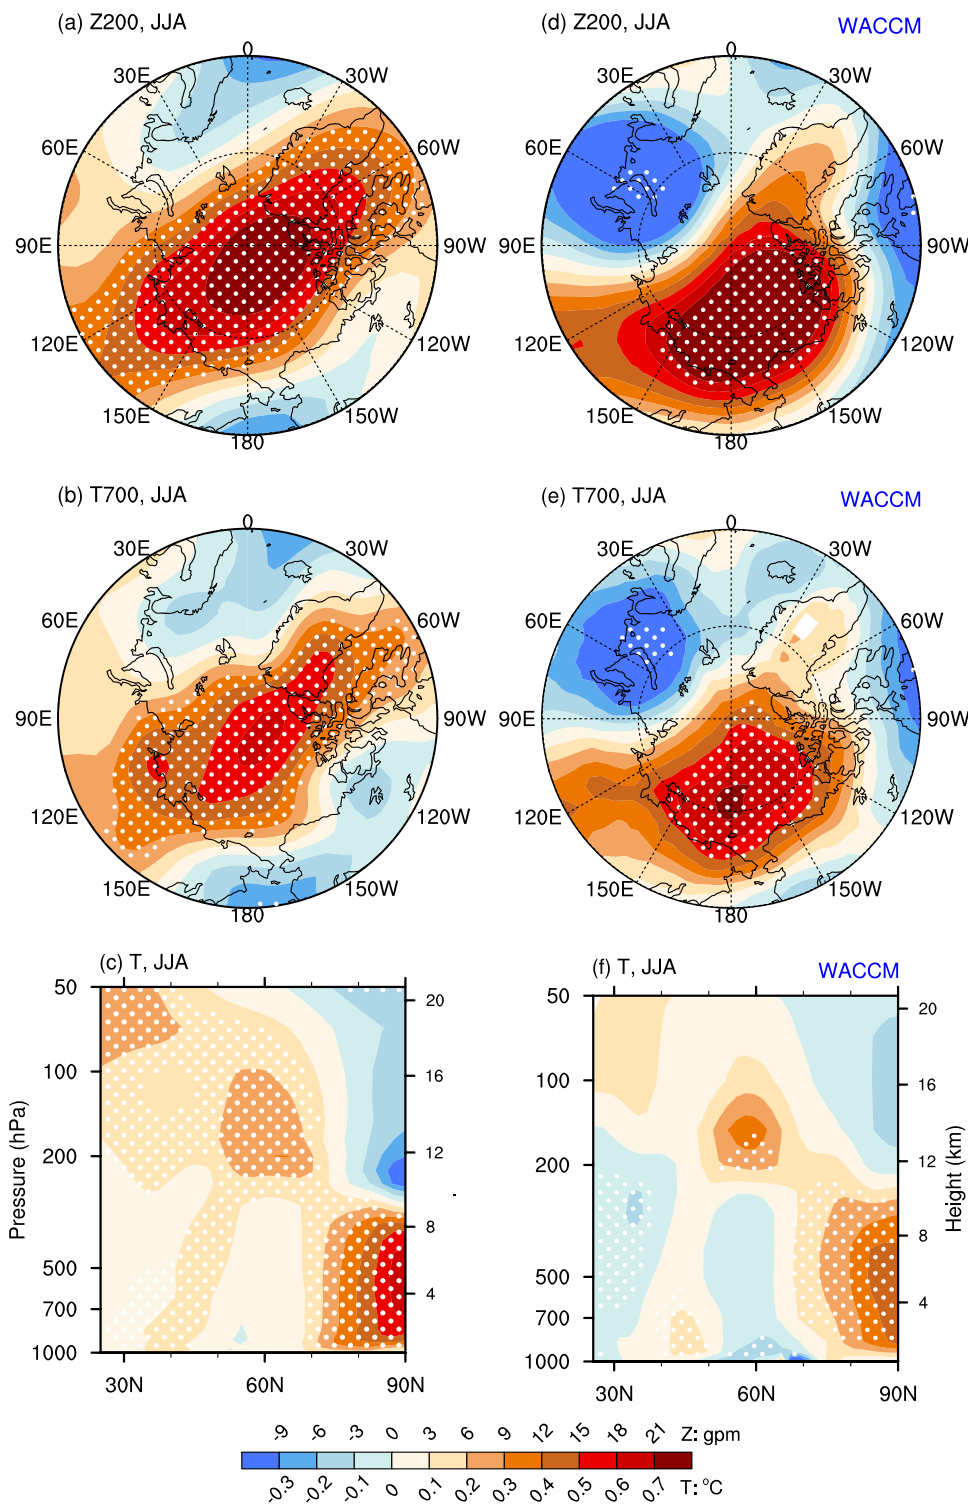 (a) Z200, JJA
0
30E
30W
60E
60W
90E
90W
120E
120W
150E
150W
180
(d) Z200, JJA
WACCM
0
30E
30W
60E
60W
90E
90W
120E
120W
150E
150W
180
(b) T700, JJA
0
30E
30W
60E
60W
90E
90W
120E
120W
150E
150W
180
(e) T700, JJA
WACCM
0
30E
30W
60E
60W
90E
90W
120E
120W
150E
150W
180
(c) T, JJA
Pressure (hPa)
50
100
200
500
700
1000
20
16
12
8
4
30N
60N
90N
(f) T, JJA
WACCM
50
100
200
500
700
1000
20
16
12
8
4
Height (km)
30N
60N
90N
-9 -6 -3 0 3 6 9 12 15 18 21 Z: gpm
-0.3 -0.2 -0.1 0 0.1 0.2 0.3 0.4 0.5 0.6 0.7 T: °C